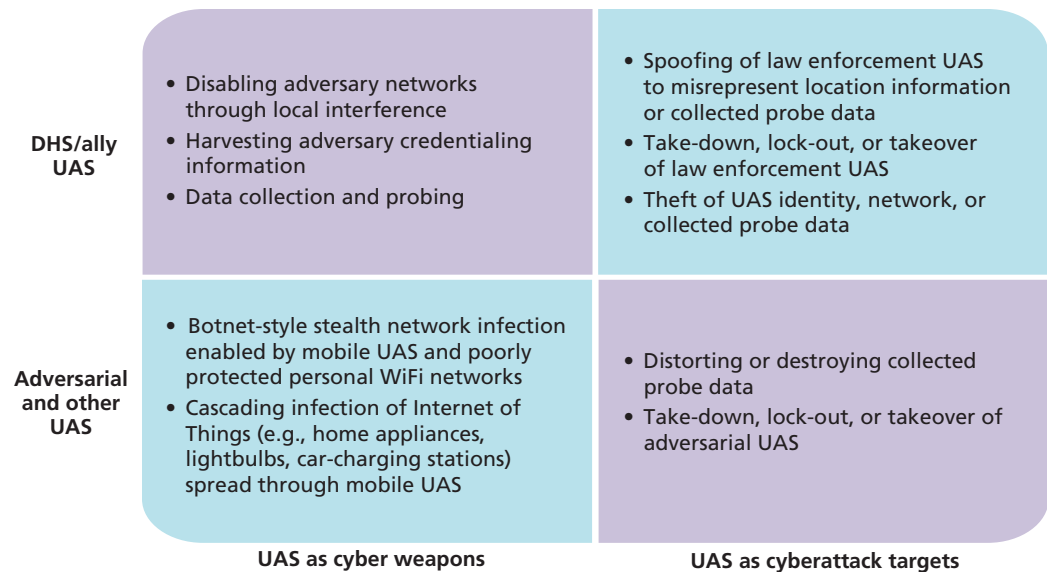 DHS/ally
UAS
• Disabling adversary networks
through local interference
• Harvesting adversary credentialing
information
• Data collection and probing
• Spoofing of law enforcement UAS
to misrepresent location information
or collected probe data
• Take-down, lock-out, or takeover
of law enforcement UAS
• Theft of UAS identity, network, or
collected probe data
Adversarial
and other
UAS
• Botnet-style stealth network infection
enabled by mobile UAS and poorly
protected personal WiFi networks
• Cascading infection of Internet of
Things (e.g., home appliances,
lightbulbs, car-charging stations)
spread through mobile UAS
• Distorting or destroying collected
probe data
• Take-down, lock-out, or takeover of
adversarial UAS
UAS as cyber weapons
UAS as cyberattack targets